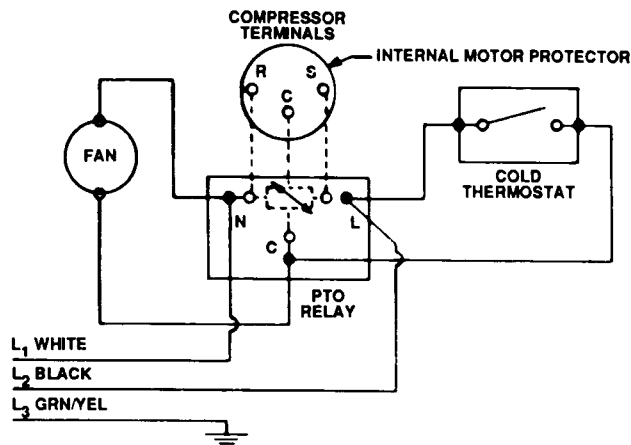 COMPRESSOR
TERMINALS
INTERNAL MOTOR PROTECTOR
R
S
C
FAN
COLD
THERMOSTAT
N
L
C
PTO
RELAY
L1 WHITE
L2 BLACK
L3 GRN/YEL